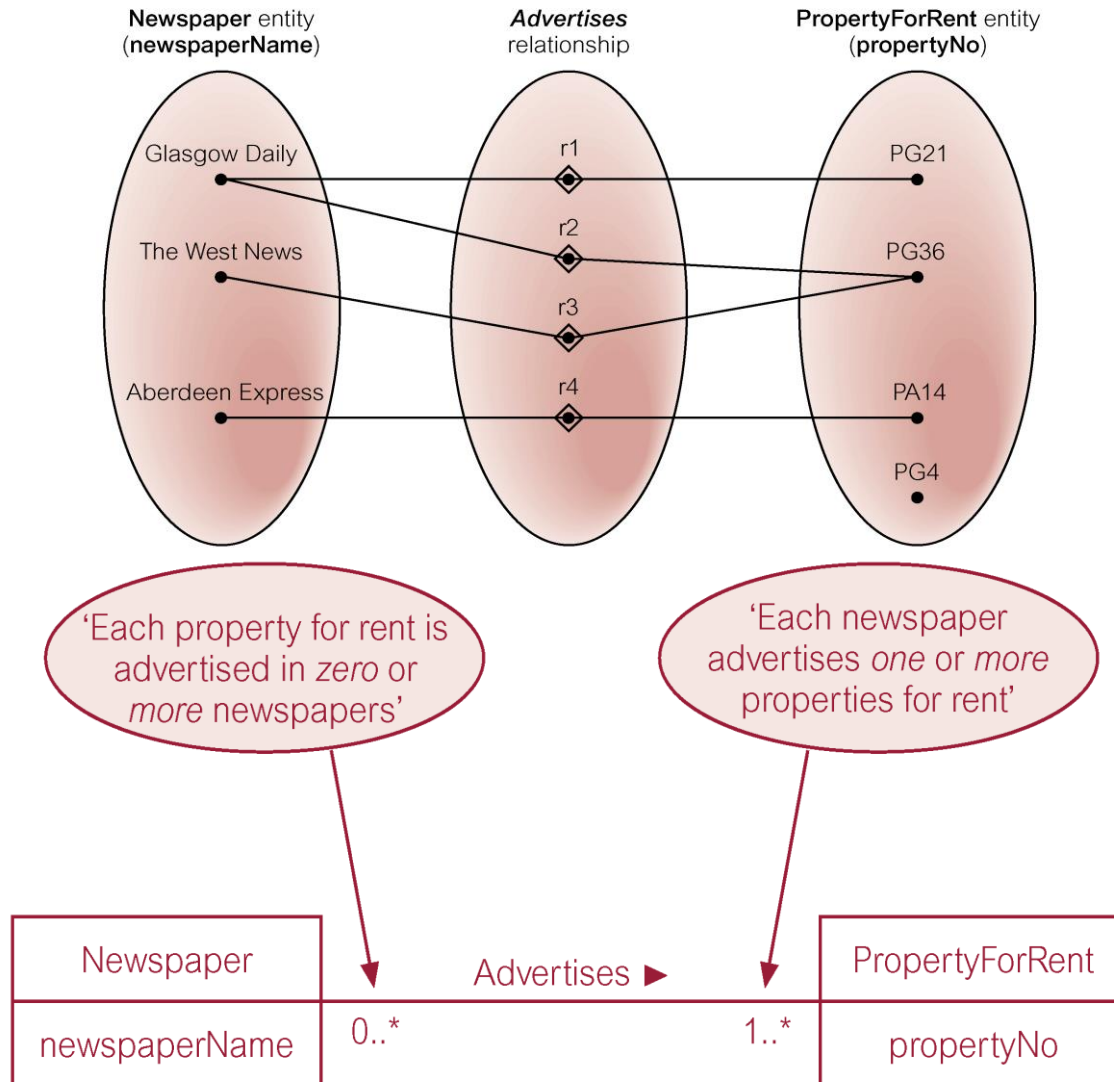 Newspaper entity
(newspaperName)
Advertises
relationship
PropertyForRent entity
(propertyNo)
Glasgow Daily
The West News
Aberdeen Express
r1
r2
r3
r4
PG21
PG36
PA14
PG4
‘Each property for rent is
advertised in zero or
more newspapers’
‘Each newspaper
advertises one or more
properties for rent’
Newspaper
newspaperName
Advertises ►
0..*
1..*
PropertyForRent
propertyNo